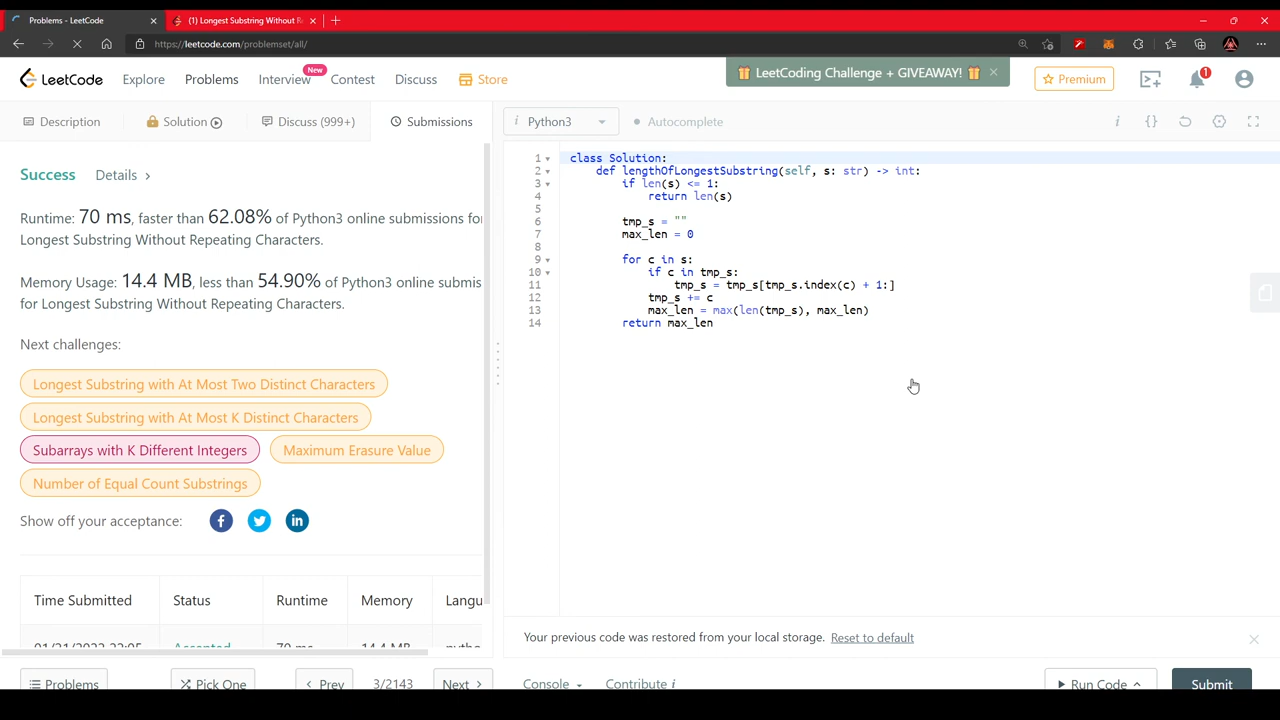 Problems - LeetCode
(1) Longest Substring Without R
https://leetcode.com/problemset/all/
LeetCode
Explore
Problems
Interview
New
Contest
Discuss
Store
🎁 LeetCoding Challenge + GIVEAWAY! 🎁
Premium
1
Description
Solution
Discuss (999+)
Submissions
i Python3
Autocomplete
Success Details
Runtime: 70 ms, faster than 62.08% of Python3 online submissions fo
Longest Substring Without Repeating Characters.
Memory Usage: 14.4 MB, less than 54.90% of Python3 online submis
for Longest Substring Without Repeating Characters.
Next challenges:
Longest Substring with At Most Two Distinct Characters
Longest Substring with At Most K Distinct Characters
Subarrays with K Different Integers
Maximum Erasure Value
Number of Equal Count Substrings
Show off your acceptance:
Time Submitted Status Runtime Memory Langu
1 class Solution:
2 def lengthOfLongestSubstring(self, s: str) -> int:
3 if len(s) <= 1:
4 return len(s)
5
6 tmp_s = ""
7 max_len = 0
8
9 for c in s:
10 if c in tmp_s:
11 tmp_s = tmp_s[tmp_s.index(c) + 1:]
12 tmp_s += c
13 max_len = max(len(tmp_s), max_len)
14 return max_len
Your previous code was restored from your local storage. Reset to default
Problems
Pick One
Prev
3/2143
Next
Console
Contribute i
Run Code
Submit